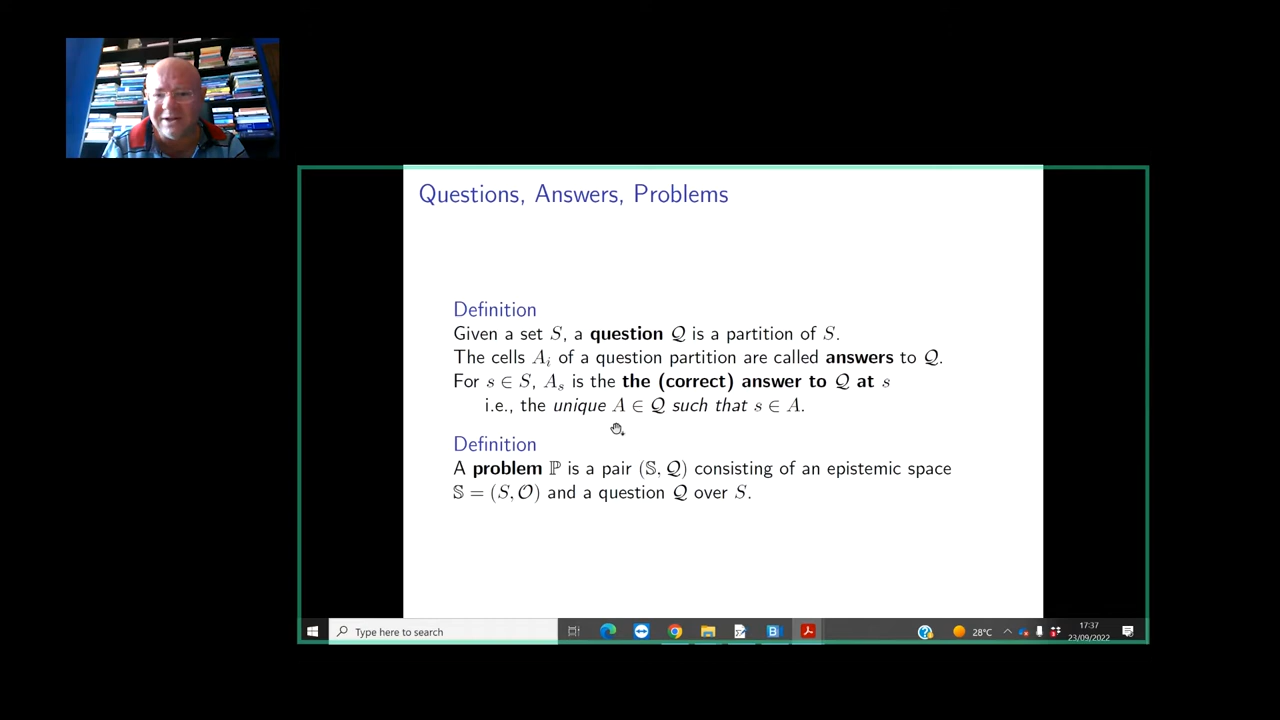 Questions, Answers, Problems
Definition
Given a set S, a question 𝒬 is a partition of S.
The cells Aᵢ of a question partition are called answers to 𝒬.
For s ∈ S, Aₛ is the the (correct) answer to 𝒬 at s
i.e., the unique A ∈ 𝒬 such that s ∈ A.
Definition
A problem ℙ is a pair (𝕊, 𝒬) consisting of an epistemic space
𝕊 = (S, 𝒪) and a question 𝒬 over S.
Type here to search
28°C
17:37
23/09/2022